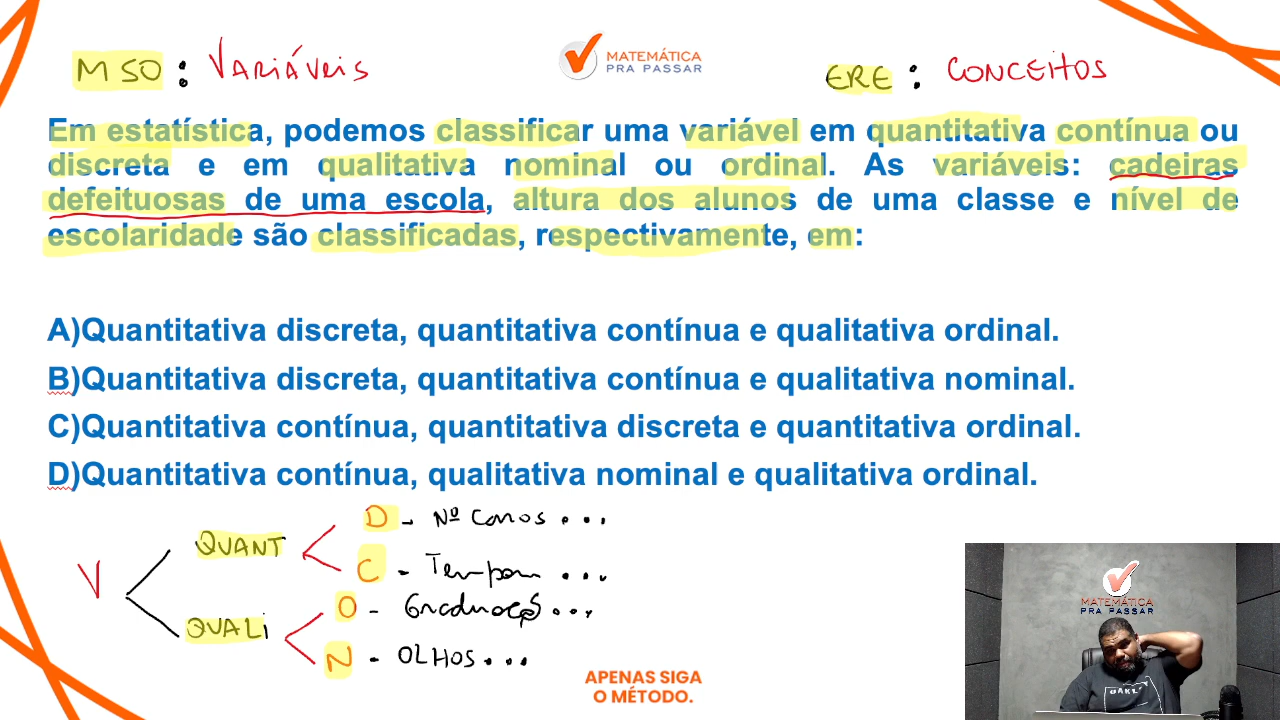 MSO : VARIÁVEIS
MATEMÁTICA
PRA PASSAR
ERE : CONCEITOS
Em estatística, podemos classificar uma variável em quantitativa contínua ou
discreta e em qualitativa nominal ou ordinal. As variáveis: cadeiras
defeituosas de uma escola, altura dos alunos de uma classe e nível de
escolaridade são classificadas, respectivamente, em:
A)Quantitativa discreta, quantitativa contínua e qualitativa ordinal.
B)Quantitativa discreta, quantitativa contínua e qualitativa nominal.
C)Quantitativa contínua, quantitativa discreta e quantitativa ordinal.
D)Quantitativa contínua, qualitativa nominal e qualitativa ordinal.
D - Nº ...
QUANT
C - ...
V
O - ...
QUALI
N - OLHOS ...
APENAS SIGA
O MÉTODO.
MATEMÁTICA
PRA PASSAR